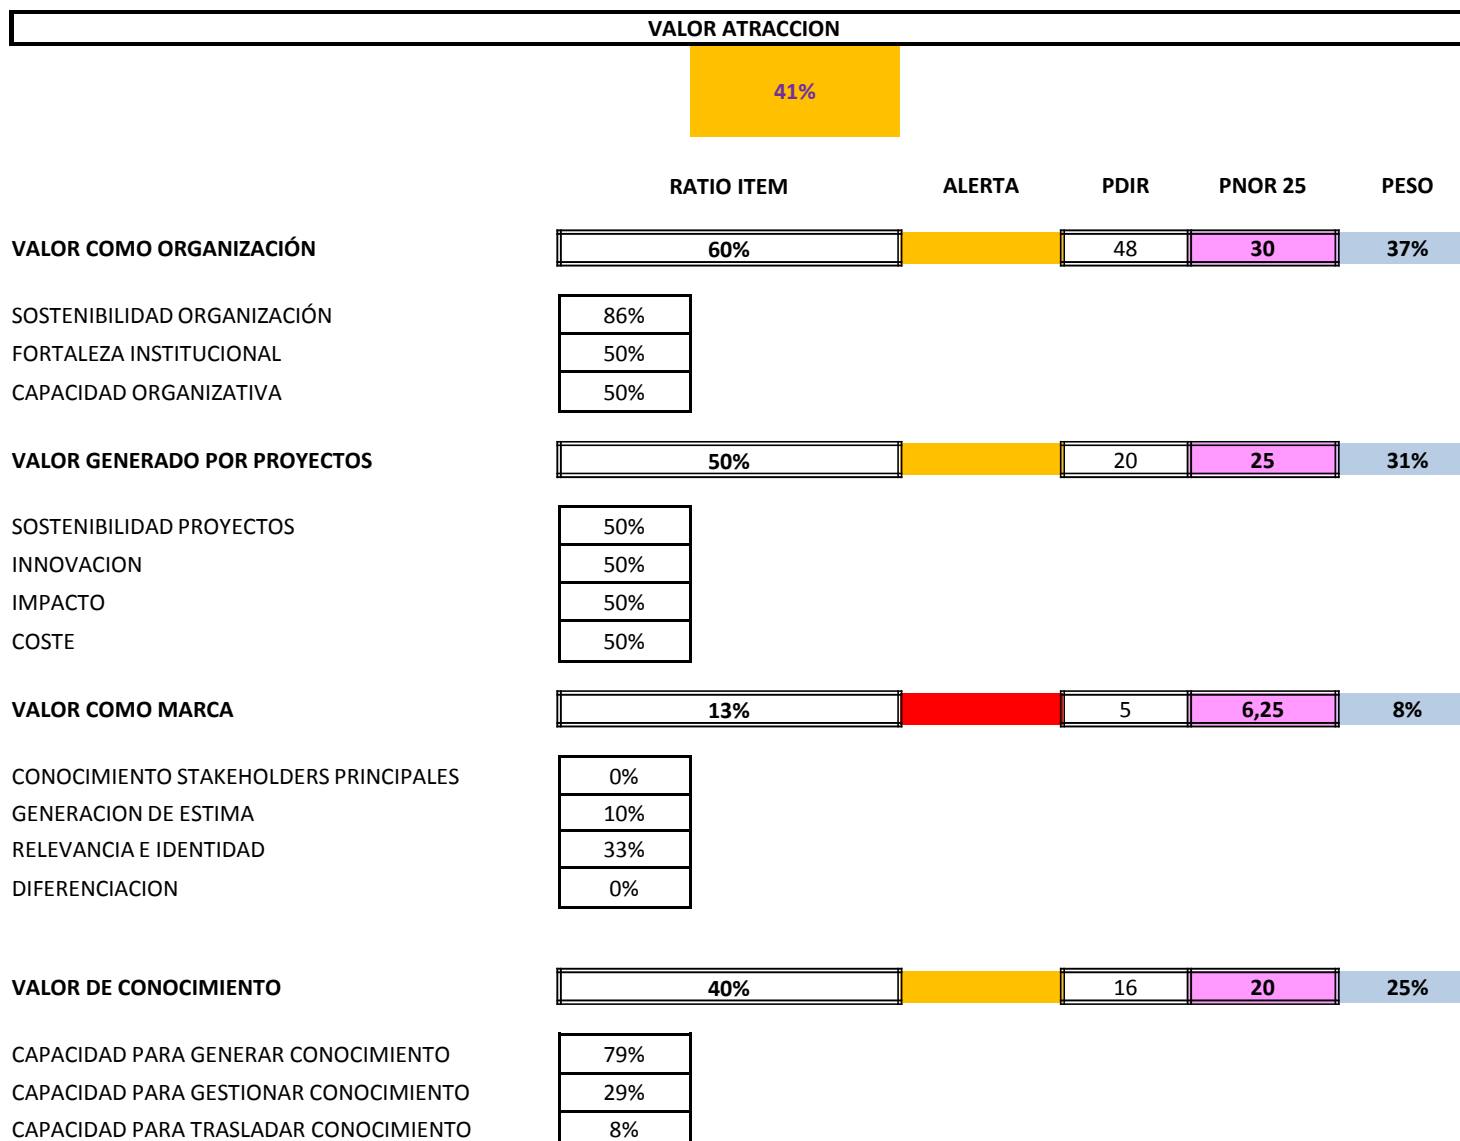 VALOR ATRACCION
41%
RATIO ITEM ALERTA PDIR PNOR 25 PESO
VALOR COMO ORGANIZACIÓN 60% 48 30 37%
SOSTENIBILIDAD ORGANIZACIÓN 86%
FORTALEZA INSTITUCIONAL 50%
CAPACIDAD ORGANIZATIVA 50%
VALOR GENERADO POR PROYECTOS 50% 20 25 31%
SOSTENIBILIDAD PROYECTOS 50%
INNOVACION 50%
IMPACTO 50%
COSTE 50%
VALOR COMO MARCA 13% 5 6,25 8%
CONOCIMIENTO STAKEHOLDERS PRINCIPALES 0%
GENERACION DE ESTIMA 10%
RELEVANCIA E IDENTIDAD 33%
DIFERENCIACION 0%
VALOR DE CONOCIMIENTO 40% 16 20 25%
CAPACIDAD PARA GENERAR CONOCIMIENTO 79%
CAPACIDAD PARA GESTIONAR CONOCIMIENTO 29%
CAPACIDAD PARA TRASLADAR CONOCIMIENTO 8%